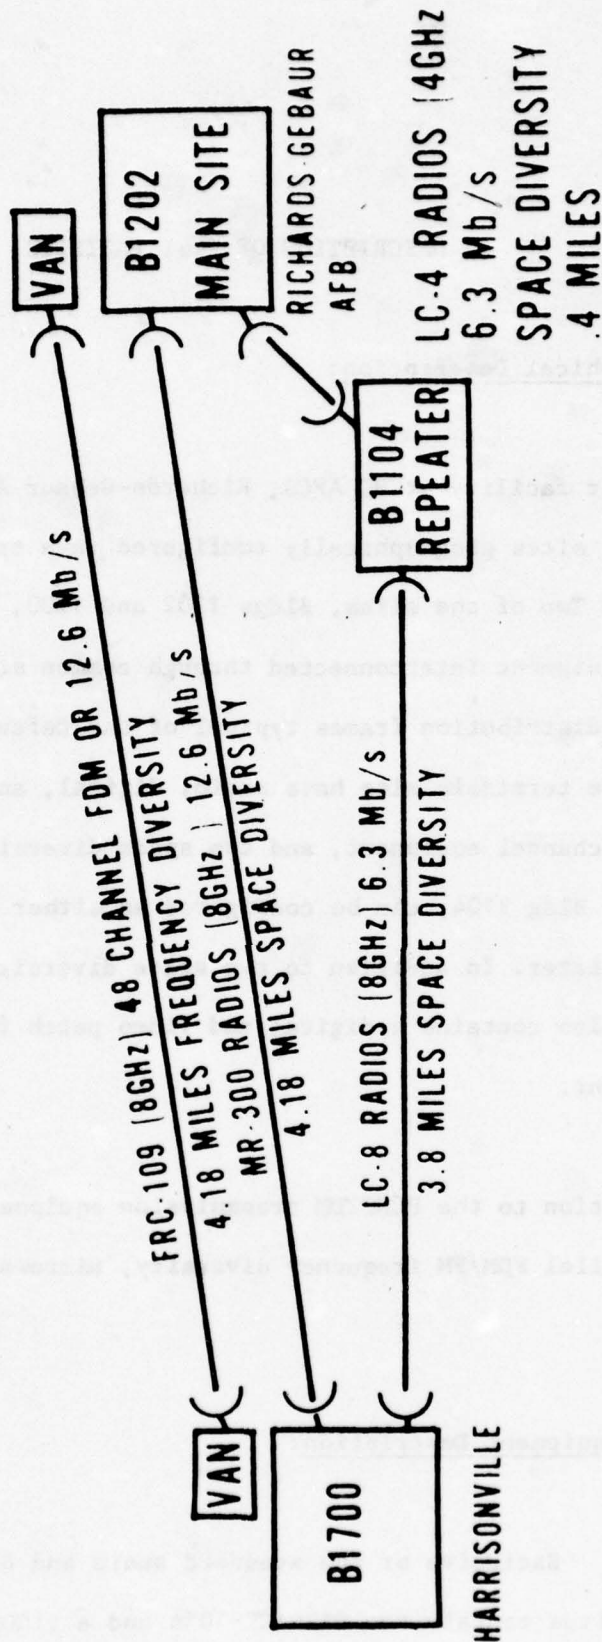 VAN
B1202
MAIN SITE
RICHARDS-GEBAUR
AFB
FRC-109 (8GHz) 48 CHANNEL FDM OR 12.6 Mb/s
4.18 MILES FREQUENCY DIVERSITY
MR-300 RADIOS (8GHz) 12.6 Mb/s
4.18 MILES SPACE DIVERSITY
VAN
B1700
HARRISONVILLE
LC-8 RADIOS (8GHz) 6.3 Mb/s
3.8 MILES SPACE DIVERSITY
B1104
REPEATER
LC-4 RADIOS (4GHz
6.3 Mb/s
SPACE DIVERSITY
.4 MILES